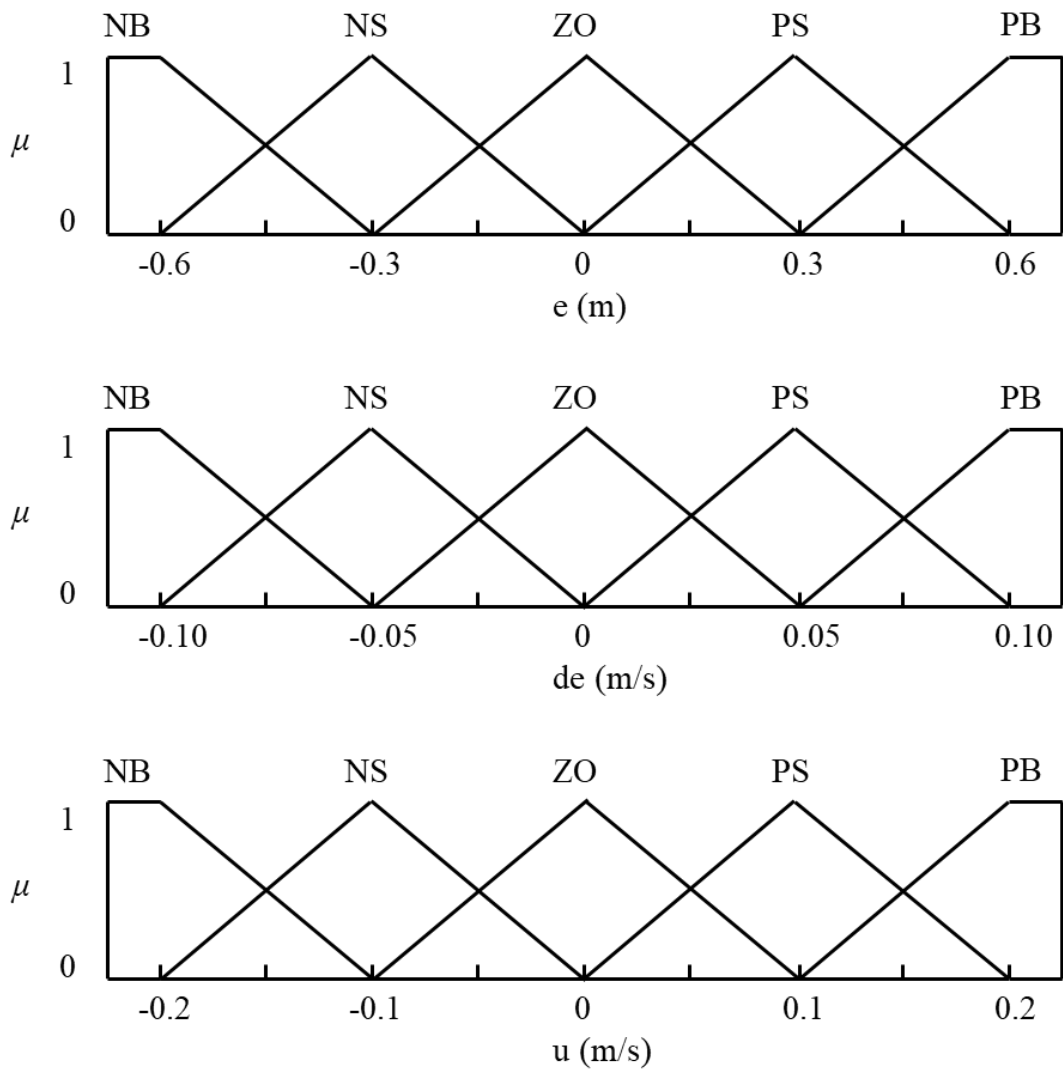 NB NS ZO PS PB
1
μ
0
-0.6 -0.3 0 0.3 0.6
e (m)
NB NS ZO PS PB
1
μ
0
-0.10 -0.05 0 0.05 0.10
de (m/s)
NB NS ZO PS PB
1
μ
0
-0.2 -0.1 0 0.1 0.2
u (m/s)